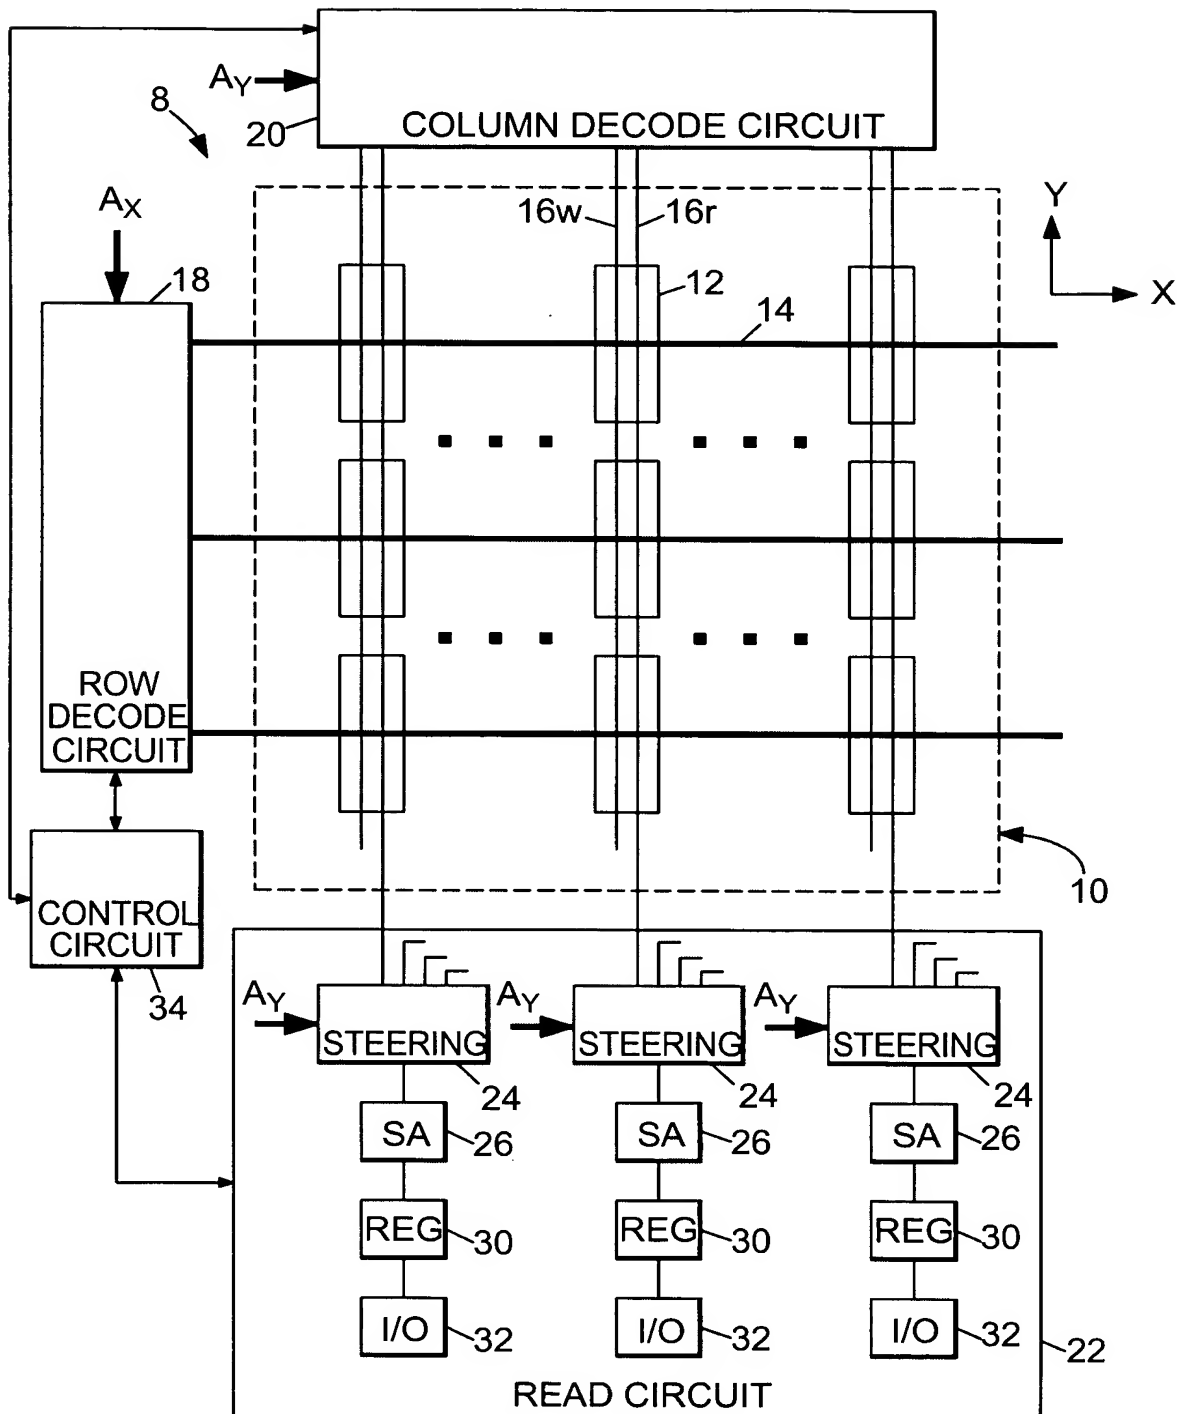 AY
8
20
COLUMN DECODE CIRCUIT
AX
16w
16r
Y
X
18
12
14
ROW
DECODE
CIRCUIT
10
CONTROL
CIRCUIT
34
AY
AY
AY
STEERING
STEERING
STEERING
24
24
24
SA
26
SA
26
SA
26
REG
30
REG
30
REG
30
I/O
32
I/O
32
I/O
32
22
READ CIRCUIT